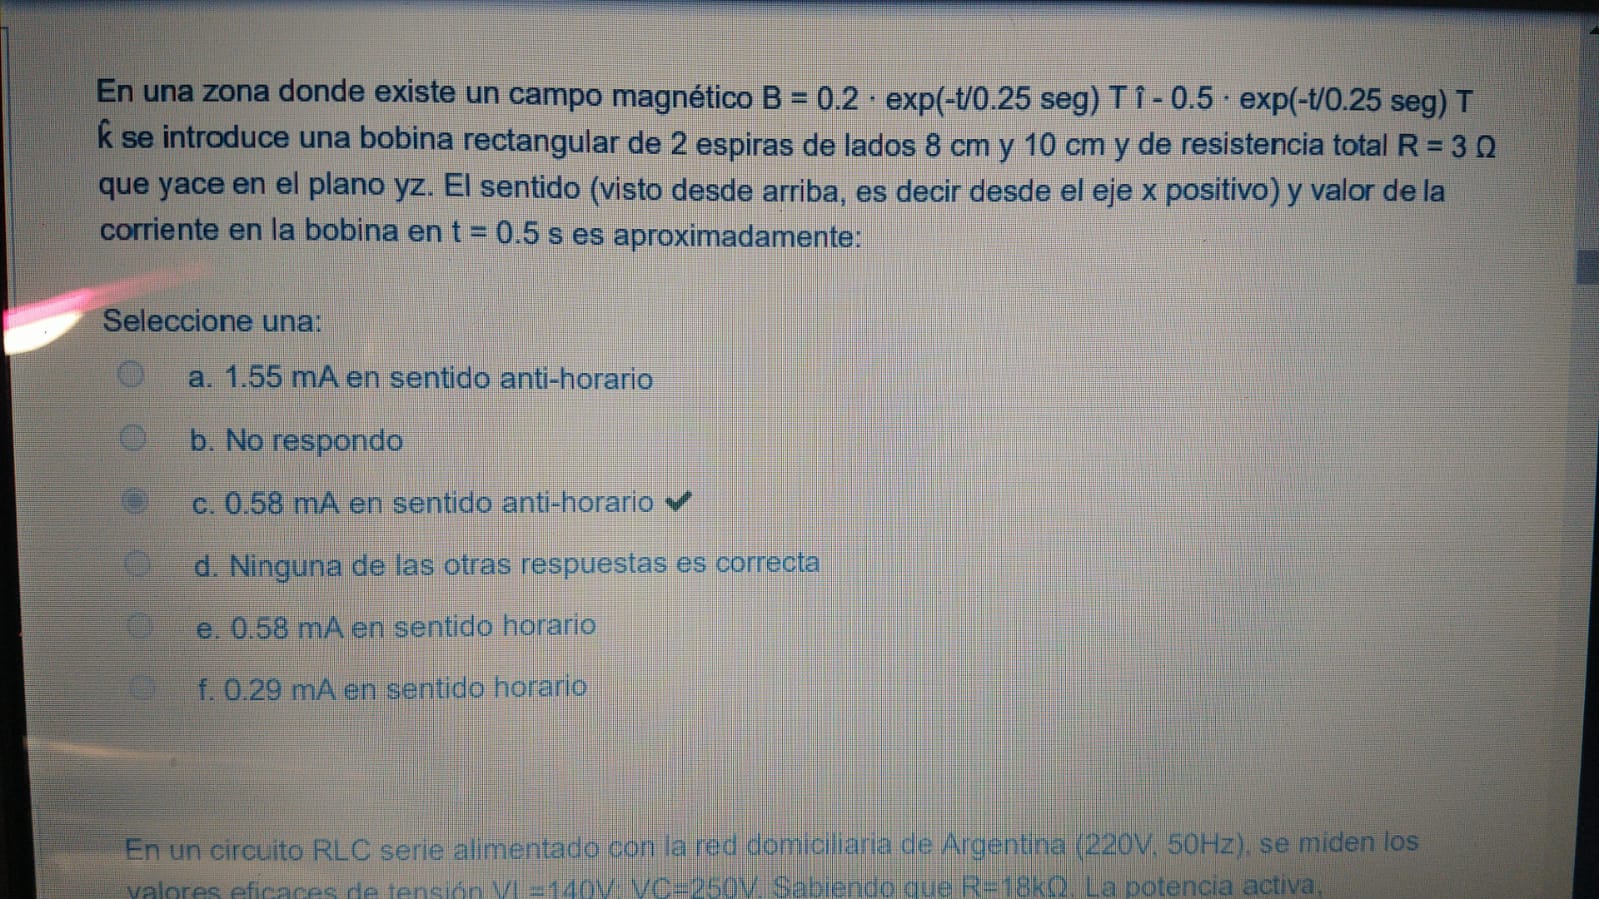 En una zona donde existe un campo magnético B = 0.2 · exp(-t/0.25 seg) T î - 0.5 · exp(-t/0.25 seg) T
k̂ se introduce una bobina rectangular de 2 espiras de lados 8 cm y 10 cm y de resistencia total R = 3 Ω
que yace en el plano yz. El sentido (visto desde arriba, es decir desde el eje x positivo) y valor de la
corriente en la bobina en t = 0.5 s es aproximadamente:
Seleccione una:
a. 1.55 mA en sentido anti-horario
b. No respondo
c. 0.58 mA en sentido anti-horario ✔
d. Ninguna de las otras respuestas es correcta
e. 0.58 mA en sentido horario
f. 0.29 mA en sentido horario
En un circuito RLC serie alimentado con la red domiciliaria de Argentina (220V, 50Hz), se miden los
valores eficaces de tensión VL=140V; VC=250V. Sabiendo que R=18kΩ. La potencia activa,